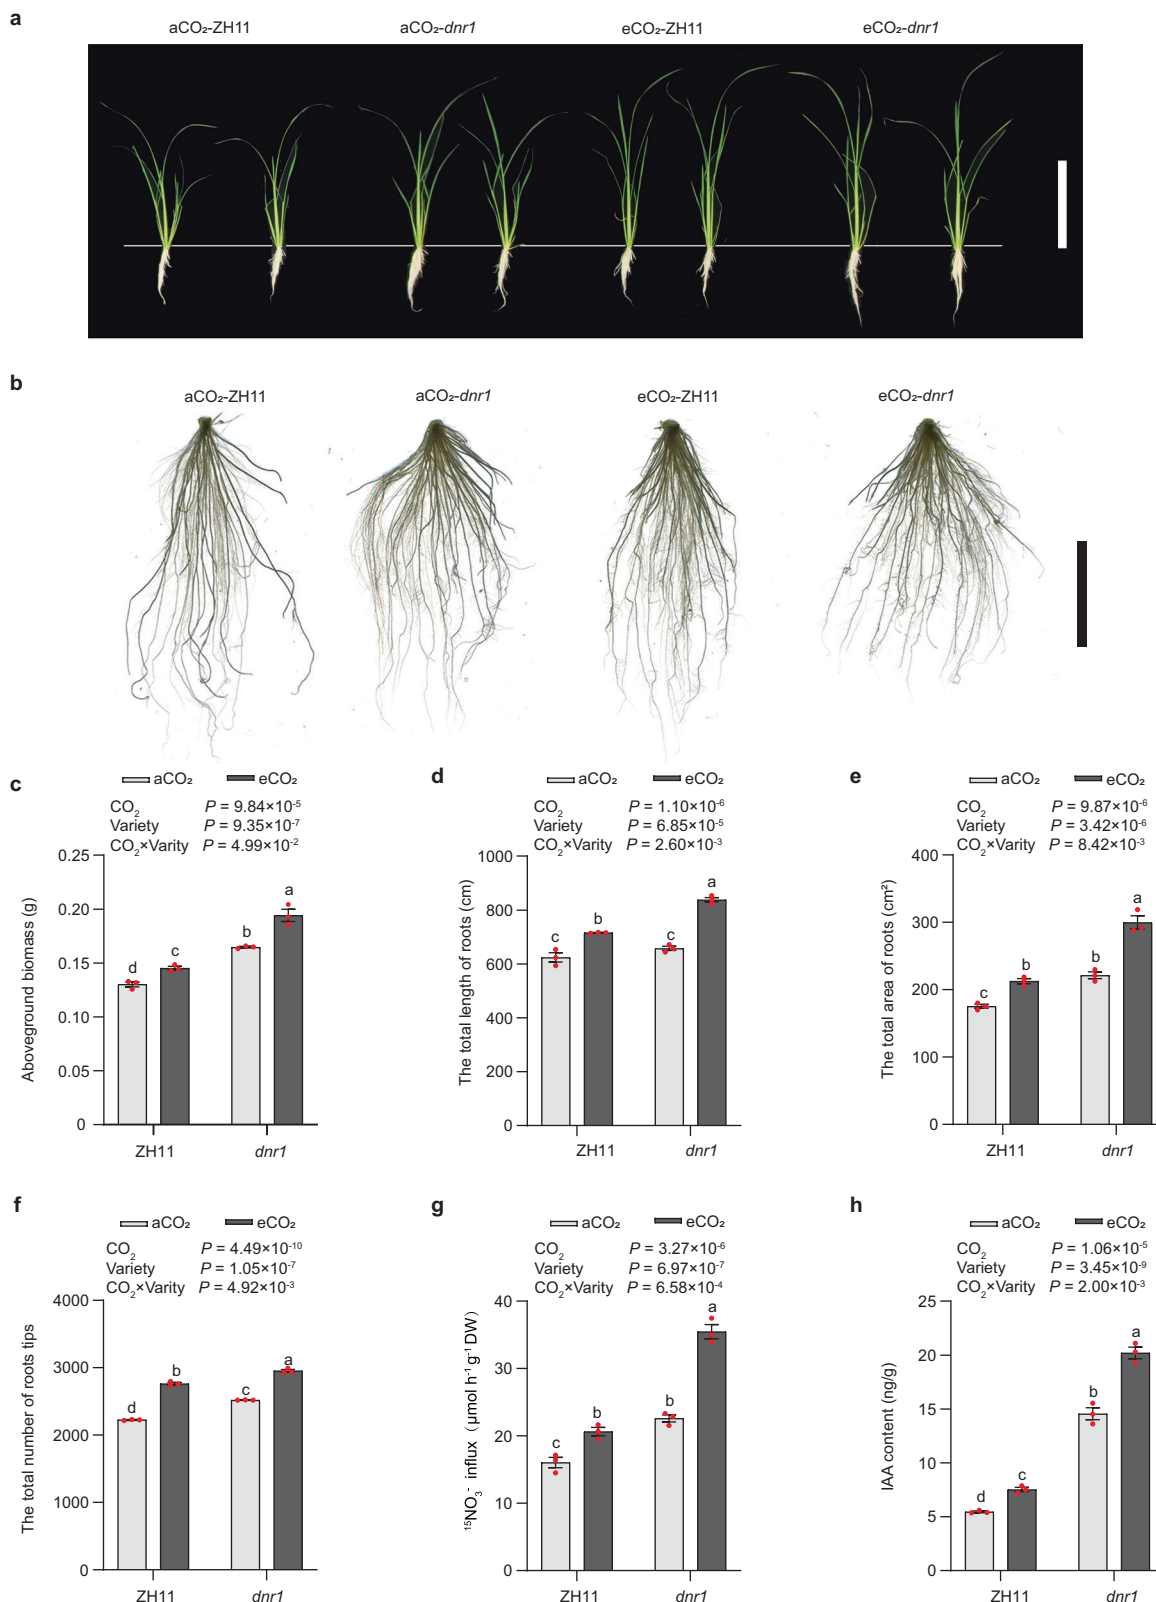 a
aCO₂-ZH11 aCO₂-dnr1 eCO₂-ZH11 eCO₂-dnr1
b
aCO₂-ZH11 aCO₂-dnr1 eCO₂-ZH11 eCO₂-dnr1
c
aCO₂ eCO₂
CO₂ P = 9.84×10⁻⁵
Variety P = 9.35×10⁻⁷
CO₂×Varity P = 4.99×10⁻²
Aboveground biomass (g)
0.25
0.20
0.15
0.10
0.05
0
d c b a
ZH11 dnr1
d
aCO₂ eCO₂
CO₂ P = 1.10×10⁻⁶
Variety P = 6.85×10⁻⁵
CO₂×Varity P = 2.60×10⁻³
The total length of roots (cm)
1000
800
600
400
200
0
c b c a
ZH11 dnr1
e
aCO₂ eCO₂
CO₂ P = 9.87×10⁻⁶
Variety P = 3.42×10⁻⁶
CO₂×Varity P = 8.42×10⁻³
The total area of roots (cm²)
400
300
200
100
0
c b b a
ZH11 dnr1
f
aCO₂ eCO₂
CO₂ P = 4.49×10⁻¹⁰
Variety P = 1.05×10⁻⁷
CO₂×Varity P = 4.92×10⁻³
The total number of roots tips
4000
3000
2000
1000
0
d b c a
ZH11 dnr1
g
aCO₂ eCO₂
CO₂ P = 3.27×10⁻⁶
Variety P = 6.97×10⁻⁷
CO₂×Varity P = 6.58×10⁻⁴
¹⁵NO₃⁻ influx (μmol h⁻¹ g⁻¹ DW)
40
30
20
10
0
c b b a
ZH11 dnr1
h
aCO₂ eCO₂
CO₂ P = 1.06×10⁻⁵
Variety P = 3.45×10⁻⁹
CO₂×Varity P = 2.00×10⁻³
IAA content (ng/g)
25
20
15
10
5
0
d c b a
ZH11 dnr1